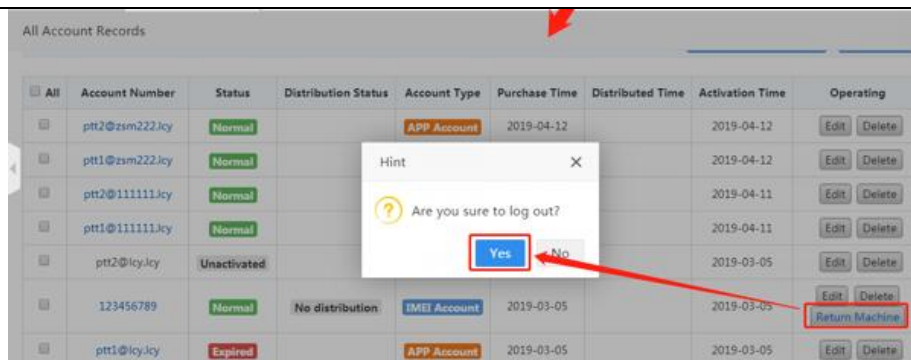 All Account Records
All Account Number Status Distribution Status Account Type Purchase Time Distributed Time Activation Time Operating
ptt2@zsm222.lcy Normal APP Account 2019-04-12 2019-04-12 Edit Delete
ptt1@zsm222.lcy Normal 2019-04-12 Edit Delete
Hint
ptt2@111111.lcy Normal 2019-04-11 Edit Delete
Are you sure to log out?
ptt1@111111.lcy Normal 2019-04-11 Edit Delete
Yes No
ptt2@lcy.lcy Unactivated 2019-03-05 Edit Delete
123456789 Normal No distribution IMEI Account 2019-03-05 2019-03-05 Edit Delete
Return Machine
ptt1@lcy.lcy Expired APP Account 2019-03-05 2019-03-05 Edit Delete